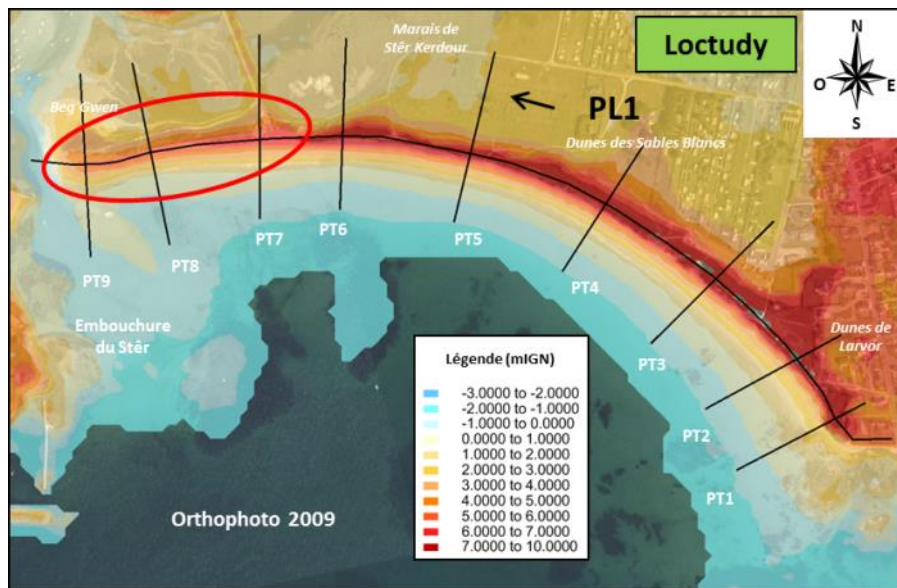 Loctudy
N
O
E
S
Marais de
Stêr Kerdour
Beg Gwen
PL1
Dunes des Sables Blancs
PT9
PT8
PT7
PT6
PT5
PT4
PT3
PT2
PT1
Dunes de
Larvor
Embouchure
du Stêr
Orthophoto 2009
Légende (mIGN)
-3.0000 to -2.0000
-2.0000 to -1.0000
-1.0000 to 0.0000
0.0000 to 1.0000
1.0000 to 2.0000
2.0000 to 3.0000
3.0000 to 4.0000
4.0000 to 5.0000
5.0000 to 6.0000
6.0000 to 7.0000
7.0000 to 10.0000